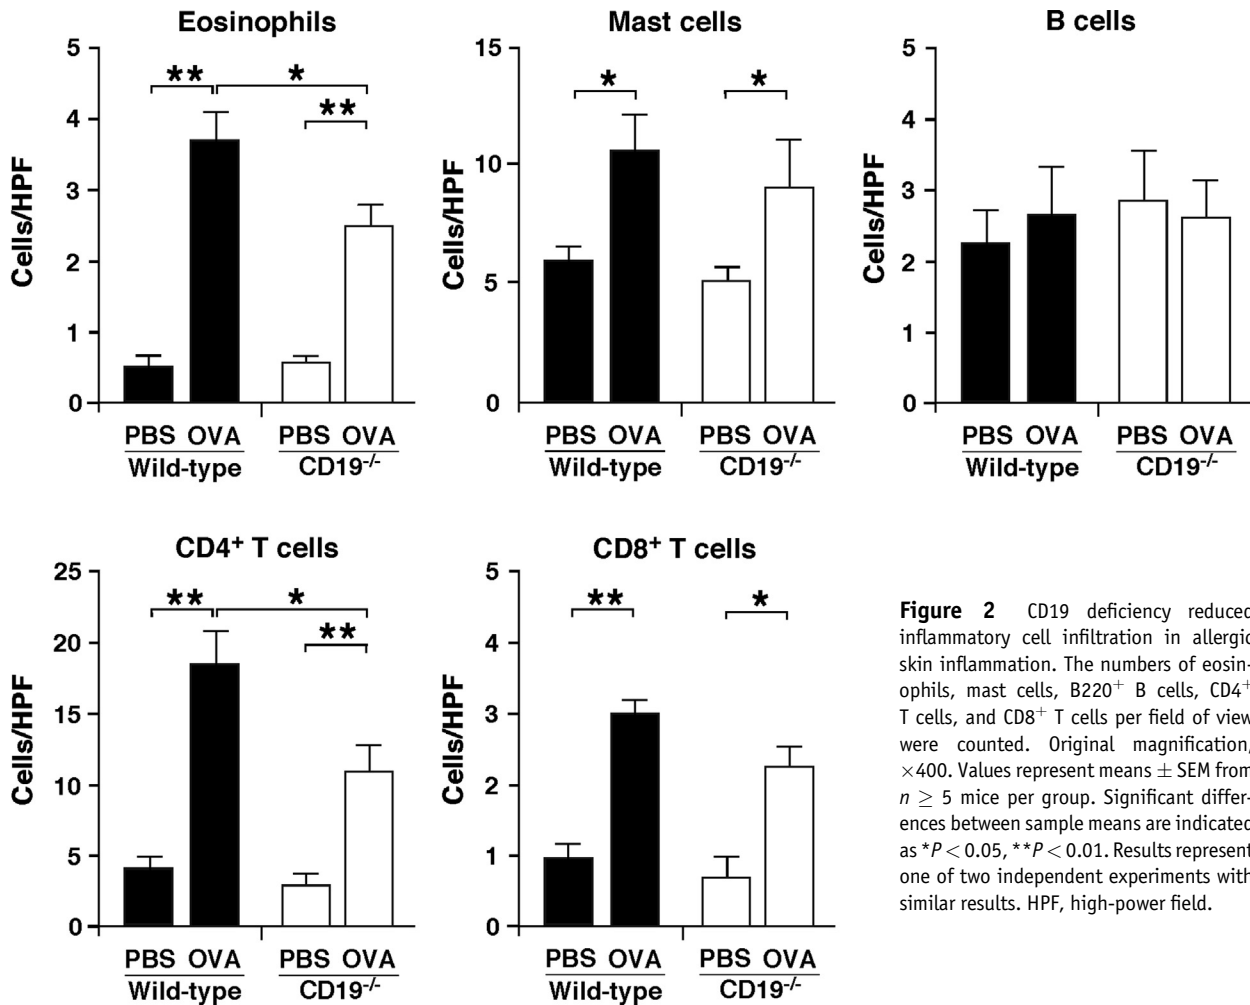 Eosinophils
5
4
3
2
1
0
Cells/HPF
**
*
**
PBS OVA PBS OVA
Wild-type CD19-/-
Mast cells
15
10
5
0
Cells/HPF
*
*
PBS OVA PBS OVA
Wild-type CD19-/-
B cells
5
4
3
2
1
0
Cells/HPF
PBS OVA PBS OVA
Wild-type CD19-/-
CD4+ T cells
25
20
15
10
5
0
Cells/HPF
**
*
**
PBS OVA PBS OVA
Wild-type CD19-/-
CD8+ T cells
5
4
3
2
1
0
Cells/HPF
**
*
PBS OVA PBS OVA
Wild-type CD19-/-
Figure 2 CD19 deficiency reduced
inflammatory cell infiltration in allergic
skin inflammation. The numbers of eosin-
ophils, mast cells, B220+ B cells, CD4+
T cells, and CD8+ T cells per field of view
were counted. Original magnification,
×400. Values represent means ± SEM from
n ≥ 5 mice per group. Significant differ-
ences between sample means are indicated
as *P < 0.05, **P < 0.01. Results represent
one of two independent experiments with
similar results. HPF, high-power field.